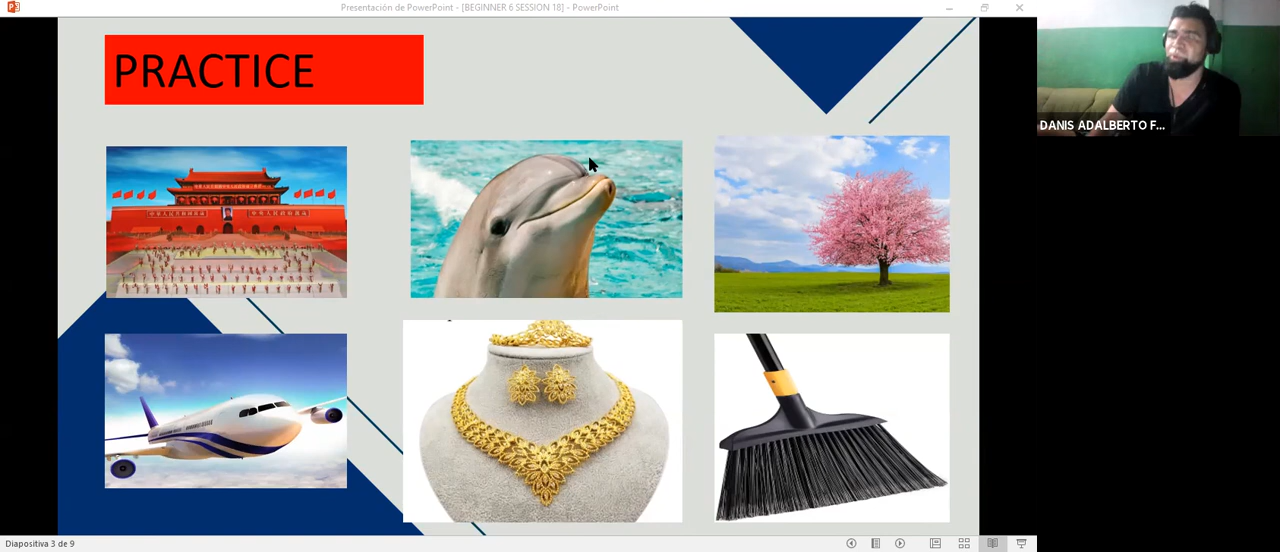 Presentación de PowerPoint - [BEGINNER 6 SESSION 18] - PowerPoint
PRACTICE
DANIS ADALBERTO F...
Diapositiva 3 de 9